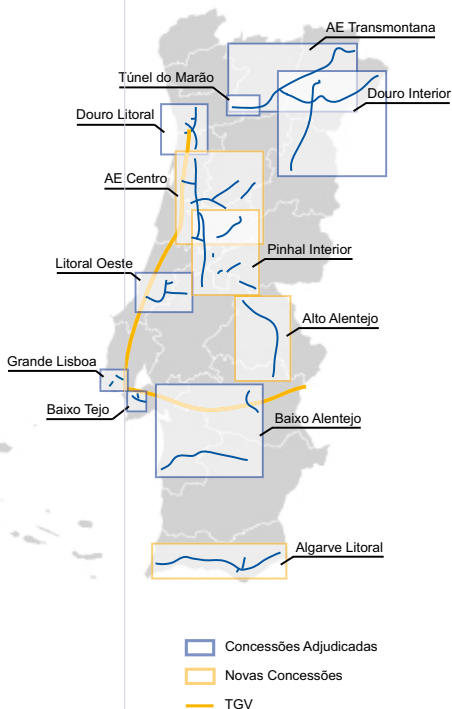 AE Transmontana
Túnel do Marão
Douro Interior
Douro Litoral
AE Centro
Pinhal Interior
Litoral Oeste
Alto Alentejo
Grande Lisboa
Baixo Tejo
Baixo Alentejo
Algarve Litoral
Concessões Adjudicadas
Novas Concessões
TGV